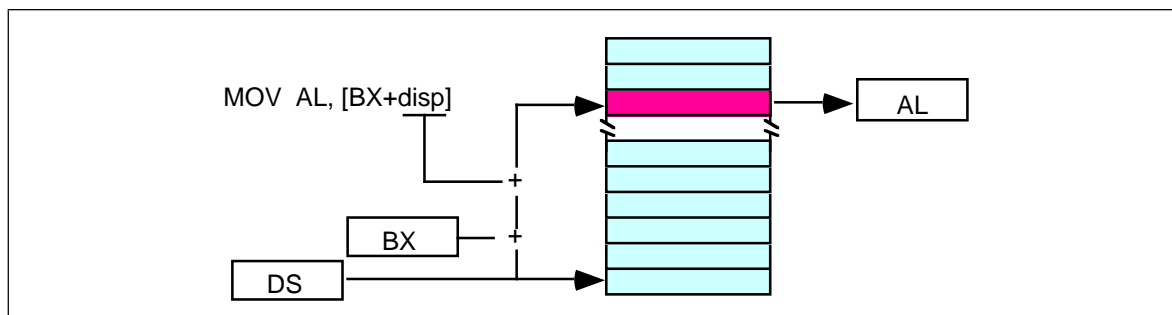 MOV AL, [BX+disp]
AL
+
BX
+
DS